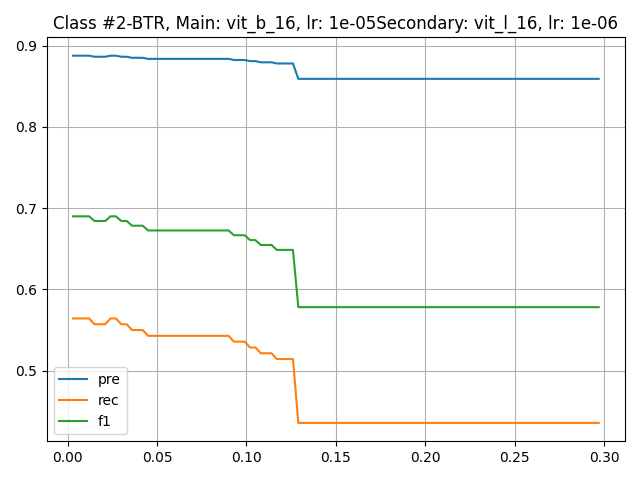 Class #2-BTR, Main: vit_b_16, lr: 1e-05Secondary: vit_l_16, lr: 1e-06
0.9
0.8
0.7
0.6
0.5
pre
rec
f1
0.00 0.05 0.10 0.15 0.20 0.25 0.30